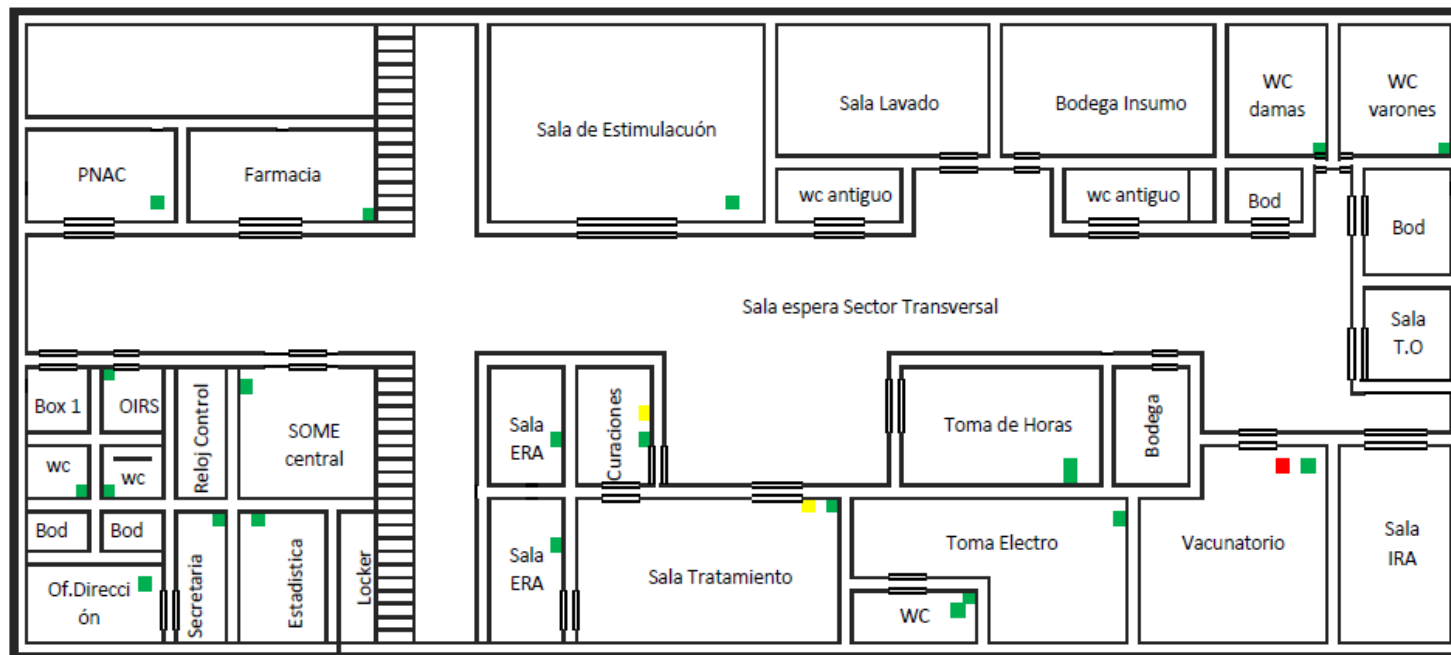 Sala Lavado
Bodega Insumo
WC
damas
WC
varones
Sala de Estimulacuón
PNAC
Farmacia
wc antiguo
wc antiguo
Bod
Bod
Sala espera Sector Transversal
Sala
T.O
Box 1
OIRS
Reloj Control
SOME
central
Sala
ERA
Curaciones
Toma de Horas
Bodega
wc
wc
Bod
Bod
Of.Direcci
ón
Secretaria
Estadistica
Locker
Sala
ERA
Sala Tratamiento
Toma Electro
WC
Vacunatorio
Sala
IRA